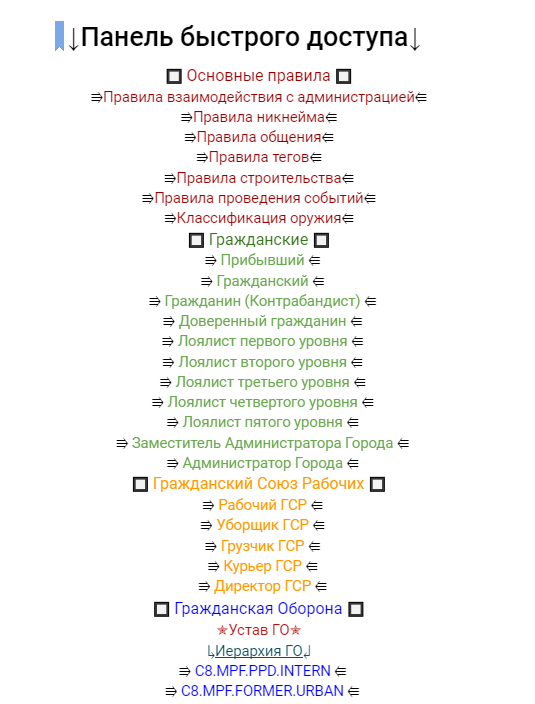 ↓Панель быстрого доступа↓
🔲 Основные правила 🔲
⭆Правила взаимодействия с администрацией⭅
⭆Правила никнейма⭅
⭆Правила общения⭅
⭆Правила тегов⭅
⭆Правила строительства⭅
⭆Правила проведения событий⭅
⭆Классификация оружия⭅
🔲 Гражданские 🔲
⭆ Прибывший ⭅
⭆ Гражданский ⭅
⭆ Гражданин (Контрабандист) ⭅
⭆ Доверенный гражданин ⭅
⭆ Лоялист первого уровня ⭅
⭆ Лоялист второго уровня ⭅
⭆ Лоялист третьего уровня ⭅
⭆ Лоялист четвертого уровня ⭅
⭆ Лоялист пятого уровня ⭅
⭆ Заместитель Администратора Города ⭅
⭆ Администратор Города ⭅
🔲 Гражданский Союз Рабочих 🔲
⭆ Рабочий ГСР ⭅
⭆ Уборщик ГСР ⭅
⭆ Грузчик ГСР ⭅
⭆ Курьер ГСР ⭅
⭆ Директор ГСР ⭅
🔲 Гражданская Оборона 🔲
✯Устав ГО✯
Иерархия ГО
⭆ C8.MPF.PPD.INTERN ⭅
⭆ C8.MPF.FORMER.URBAN ⭅